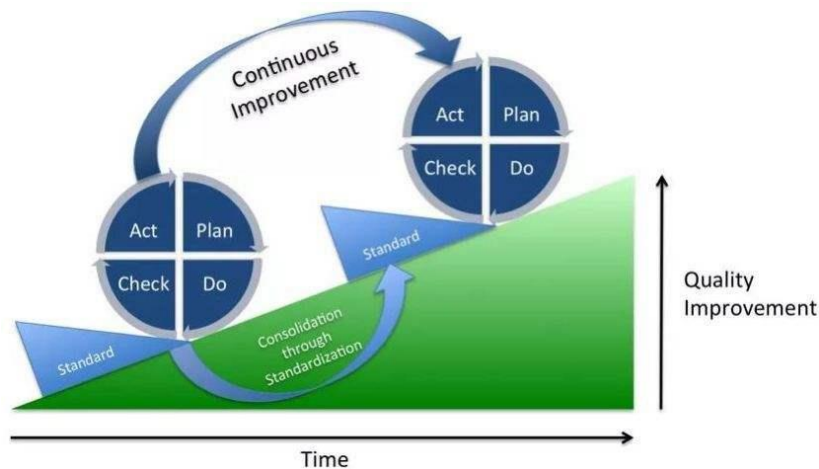 Continuous
Improvement
Act
Plan
Check
Do
Act
Plan
Check
Do
Standard
Standard
Consolidation
through
Standardization
Quality
Improvement
Time